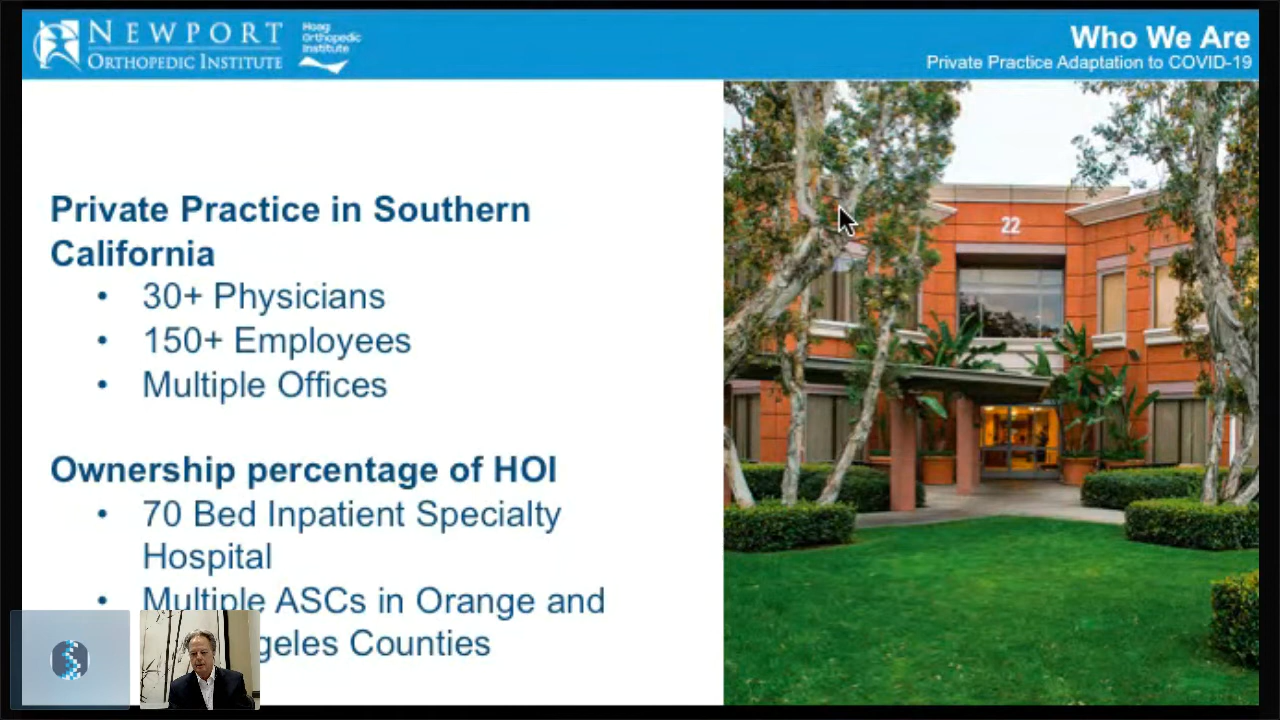 NEWPORT
ORTHOPEDIC INSTITUTE
Hoag
Orthopedic
Institute
Who We Are
Private Practice Adaptation to COVID-19
Private Practice in Southern
California
• 30+ Physicians
• 150+ Employees
• Multiple Offices
22
Ownership percentage of HOI
• 70 Bed Inpatient Specialty
Hospital
• Multiple ASCs in Orange and
geles Counties